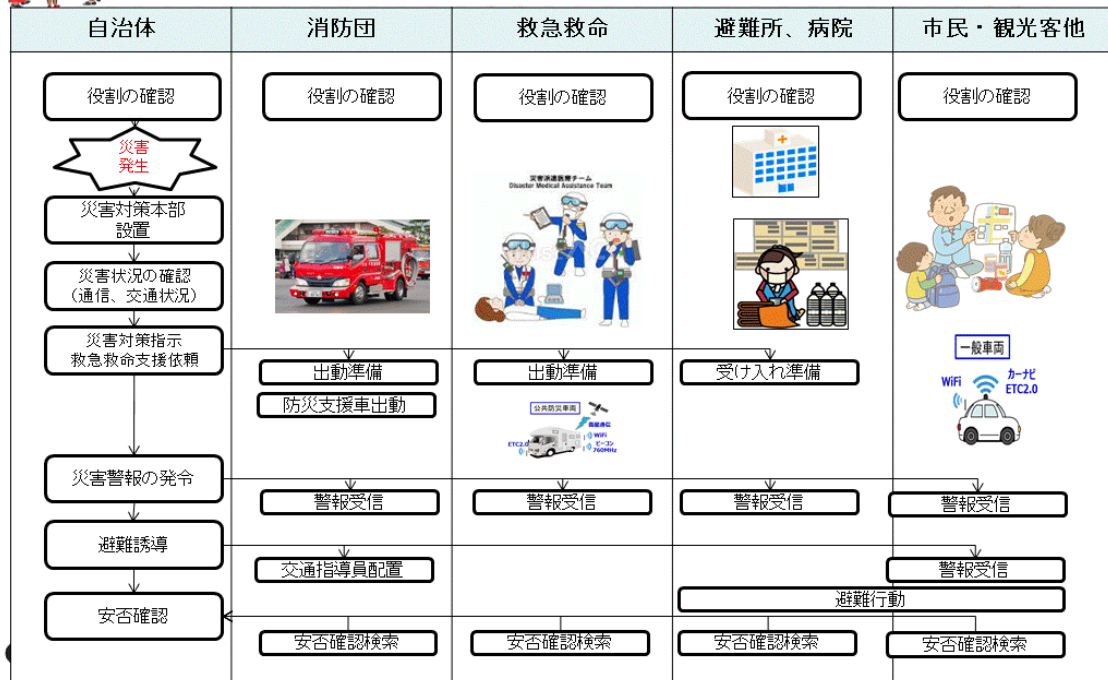 自治体
消防団
救急救命
避難所、病院
市民・観光客他
役割の確認
役割の確認
役割の確認
役割の確認
役割の確認
災害
発生
災害対策本部
設置
災害派遣医療チーム
Disaster Medical Assistance Team
災害状況の確認
(通信、交通状況)
災害対策指示
救急救命支援依頼
一般車両
WiFi
カーナビ
ETC2.0
出動準備
出動準備
受け入れ準備
防災支援車出動
公共防災車両
衛星通信
WiFi
ETC2.0
ビーコン
760MHz
災害警報の発令
警報受信
警報受信
警報受信
警報受信
避難誘導
交通指導員配置
警報受信
避難行動
安否確認
安否確認検索
安否確認検索
安否確認検索
安否確認検索